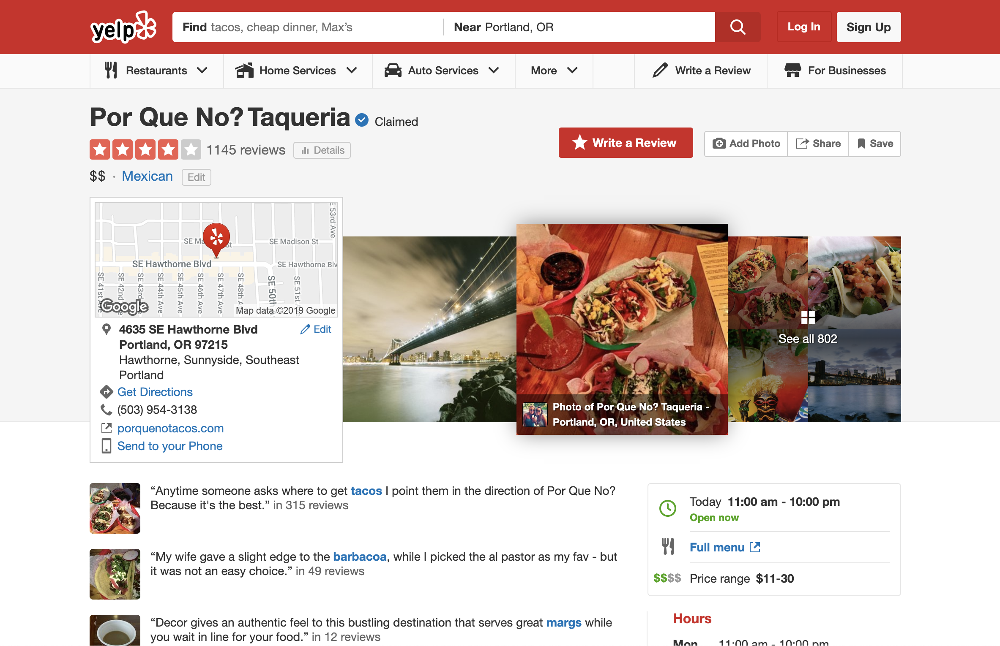 yelp
Find tacos, cheap dinner, Max’s
Near Portland, OR
Log In
Sign Up
Restaurants
Home Services
Auto Services
More
Write a Review
For Businesses
Por Que No? Taqueria Claimed
1145 reviews Details
$$ · Mexican Edit
Write a Review
Add Photo
Share
Save
E 53rd Ave
SE Madison St
SE Hawthorne Blvd
SE Hawthorne Blv
SE 41st Ave
SE 42nd
SE 43rd
SE 44th Ave
SE 45th Ave
SE 46th Ave
SE 47th Ave
SE 48th A
SE 50th
SE 51st
Google
Map data ©2019 Google
4635 SE Hawthorne Blvd
Edit
Portland, OR 97215
Hawthorne, Sunnyside, Southeast
Portland
Get Directions
(503) 954-3138
porquenotacos.com
Send to your Phone
Photo of Por Que No? Taqueria -
Portland, OR, United States
See all 802
“Anytime someone asks where to get tacos I point them in the direction of Por Que No?
Because it's the best.” in 315 reviews
“My wife gave a slight edge to the barbacoa, while I picked the al pastor as my fav - but
it was not an easy choice.” in 49 reviews
“Decor gives an authentic feel to this bustling destination that serves great margs while
you wait in line for your food.” in 12 reviews
Today 11:00 am - 10:00 pm
Open now
Full menu
$$$$ Price range $11-30
Hours
Mon 11:00 am - 10:00 pm